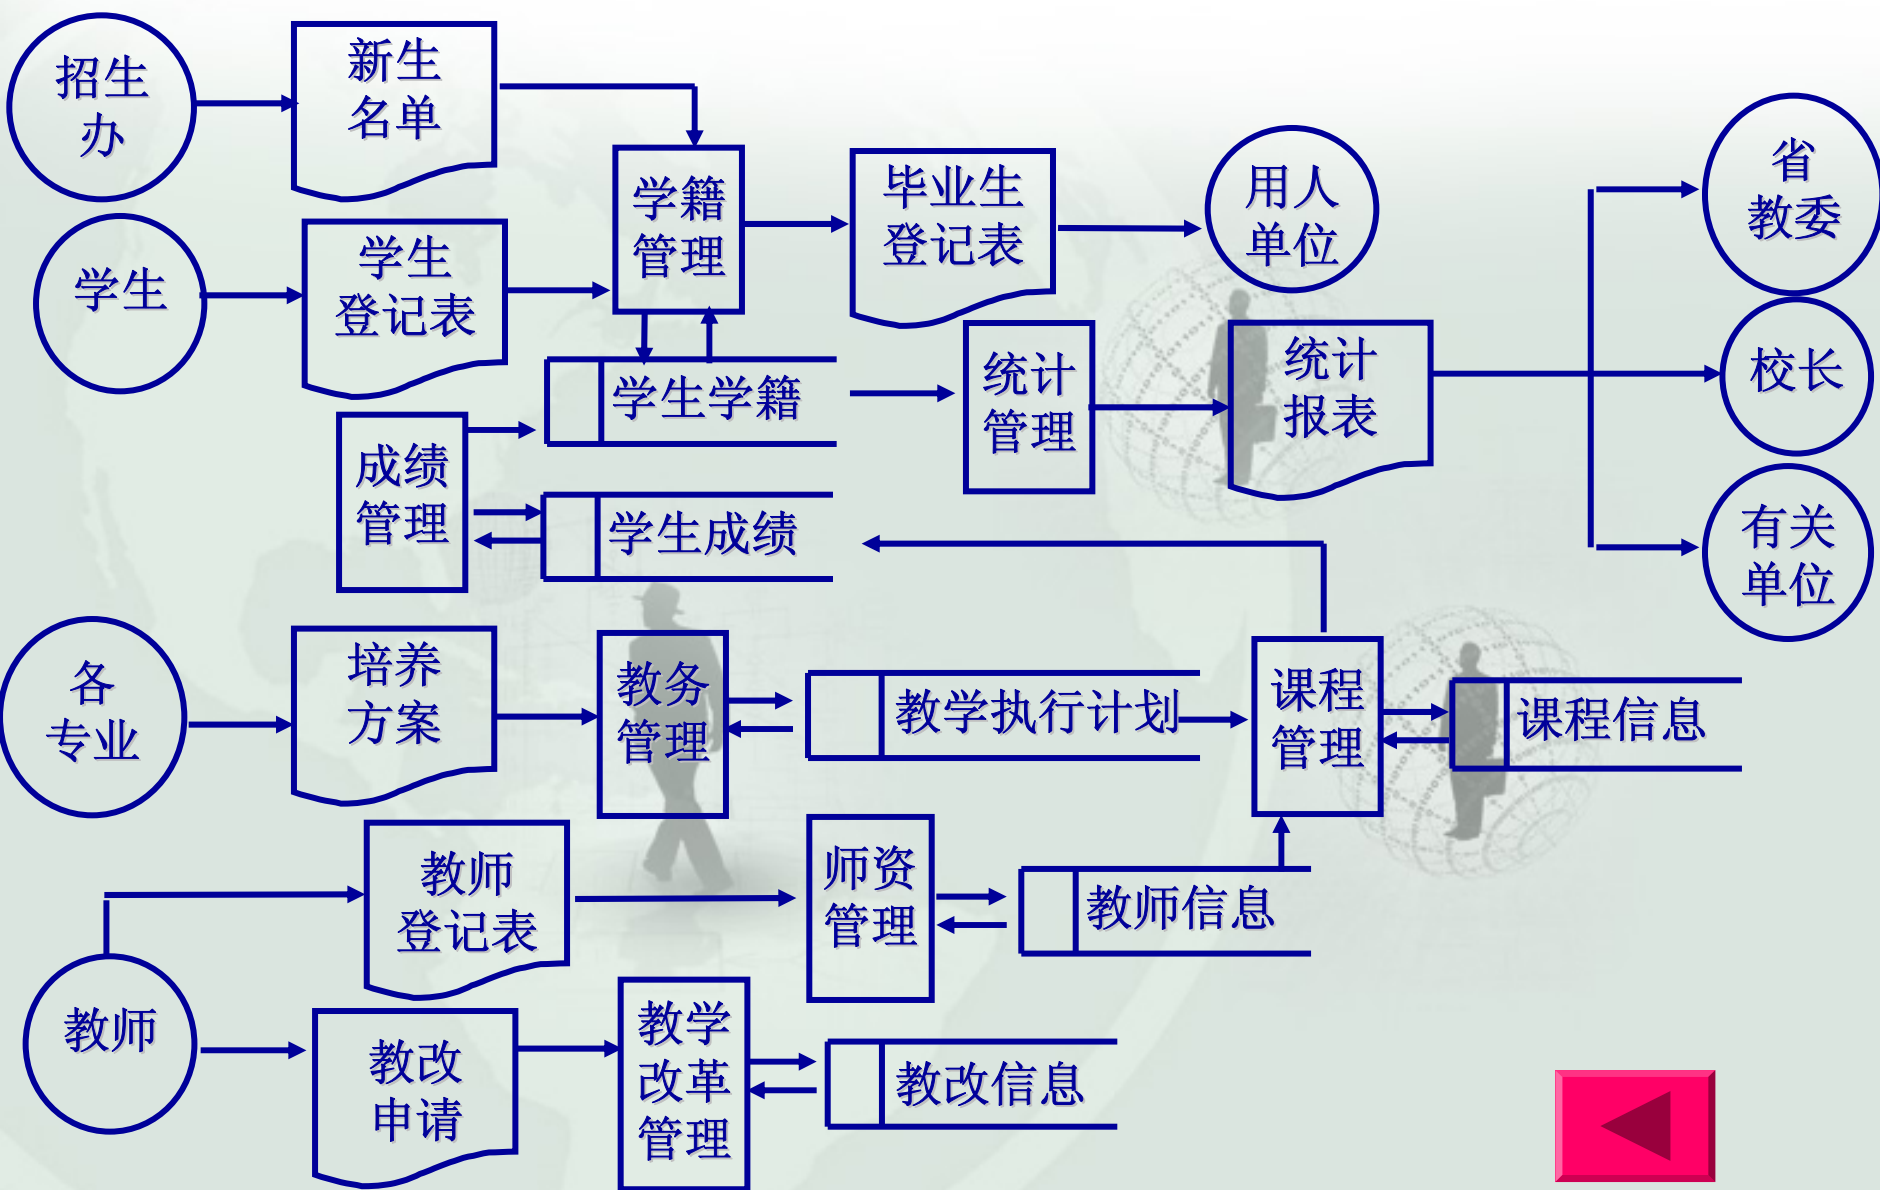 招生
办
新生
名单
学籍
管理
毕业生
登记表
用人
单位
省
教委
学生
学生
登记表
学生学籍
统计
管理
统计
报表
校长
成绩
管理
学生成绩
有关
单位
各
专业
培养
方案
教务
管理
教学执行计划
课程
管理
课程信息
教师
登记表
师资
管理
教师信息
教师
教改
申请
教学
改革
管理
教改信息